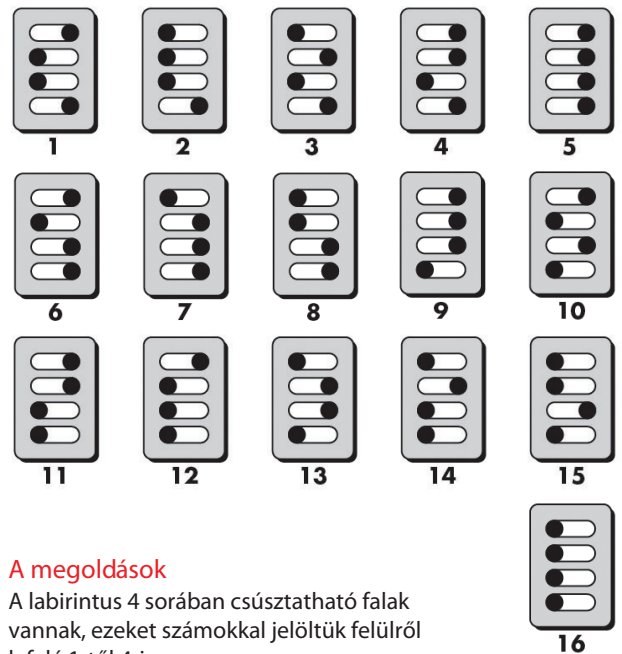 1 2 3 4 5
6 7 8 9 10
11 12 13 14 15
16
A megoldások
A labirintus 4 sorában csúsztatható falak
vannak, ezeket számokkal jelöltük felülről